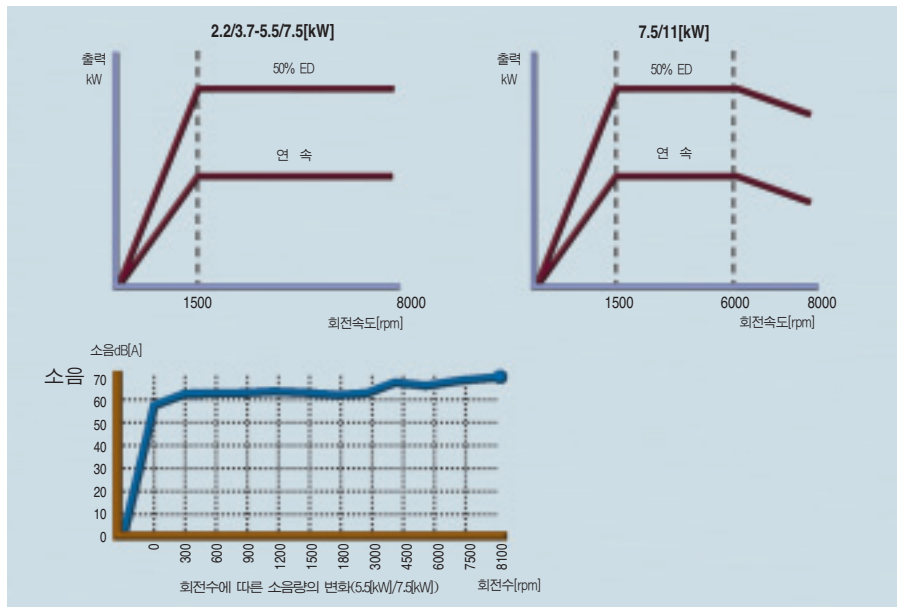 2.2/3.7-5.5/7.5[kW]
출력
kW
50% ED
연 속
1500
8000
회전속도[rpm]
7.5/11[kW]
출력
kW
50% ED
연 속
1500
6000
8000
회전속도[rpm]
소음dB[A]
소음
70
60
50
40
30
20
10
0
0 300 600 900 1200 1500 1800 3000 4500 6000 7500 8100
회전수에 따른 소음량의 변화(5.5[kW]/7.5[kW])
회전수[rpm]